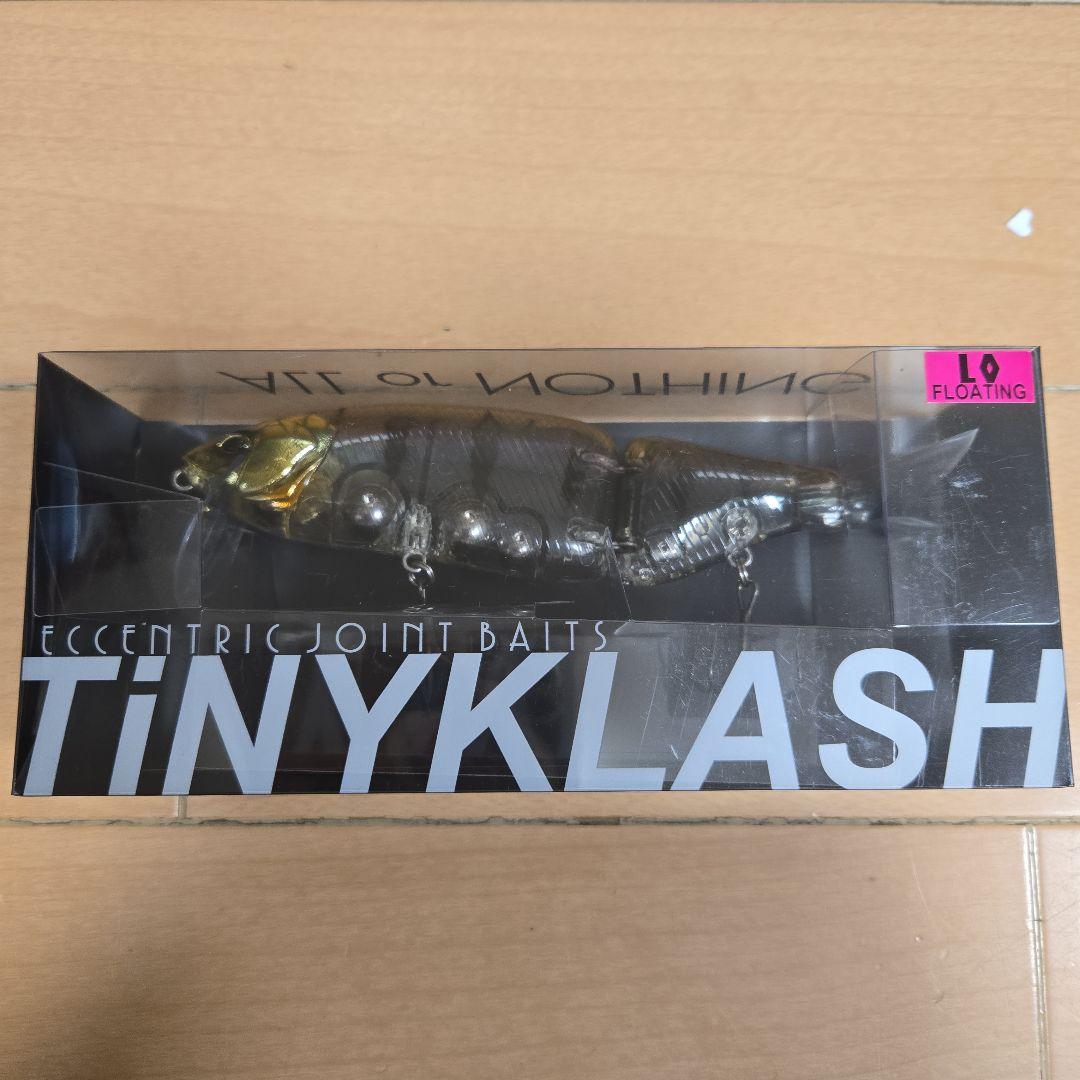 ALL or NOTHING
LO
FLOATING
ECCENTRIC JOINT BAITS
TiNYKLASH